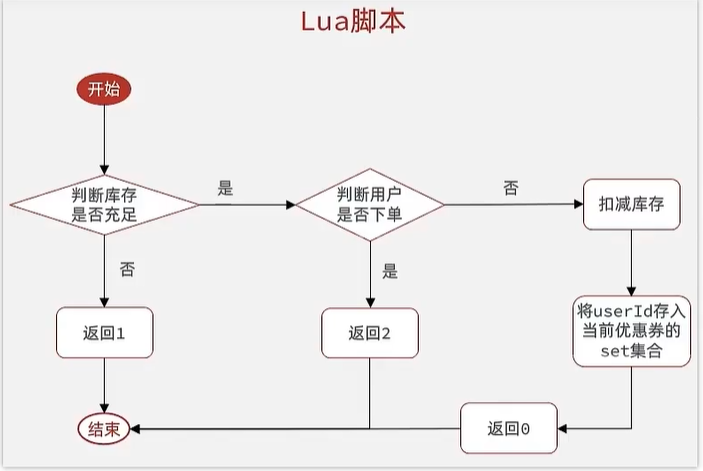 Lua脚本
开始
判断库存
是否充足
是
判断用户
是否下单
否
扣减库存
否
是
返回1
返回2
将userId存入
当前优惠券的
set集合
结束
返回0